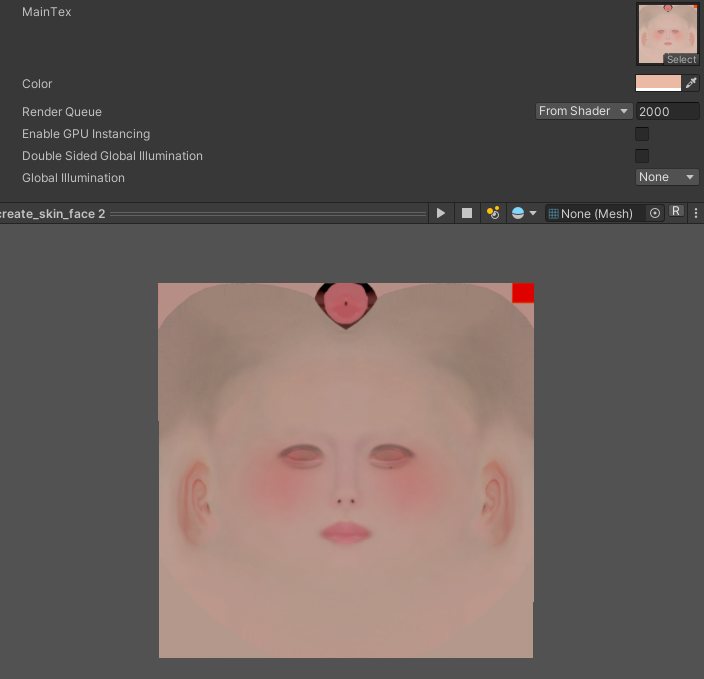 MainTex
Select
Color
Render Queue From Shader 2000
Enable GPU Instancing
Double Sided Global Illumination
Global Illumination None
create_skin_face 2 None (Mesh) R